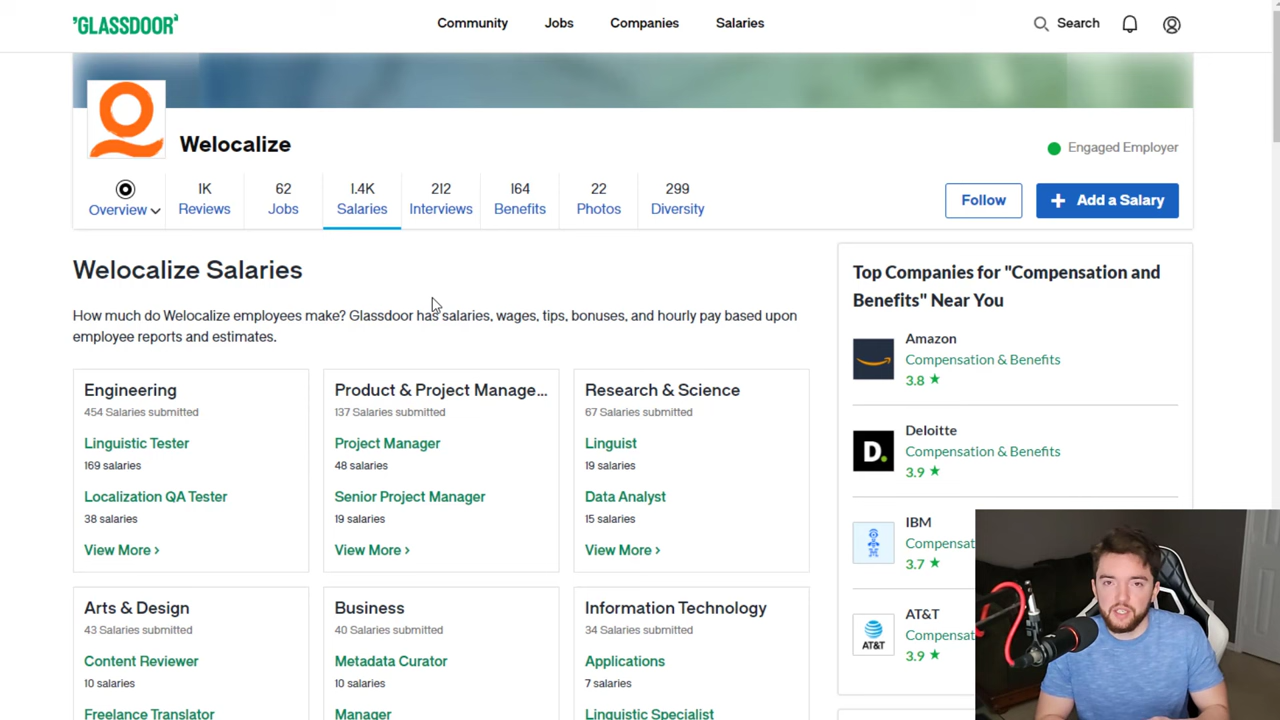 GLASSDOOR
Community
Jobs
Companies
Salaries
Search
Welocalize
Engaged Employer
Overview
1K
Reviews
62
Jobs
1.4K
Salaries
212
Interviews
164
Benefits
22
Photos
299
Diversity
Follow
+ Add a Salary
Welocalize Salaries
How much do Welocalize employees make? Glassdoor has salaries, wages, tips, bonuses, and hourly pay based upon
employee reports and estimates.
Engineering
454 Salaries submitted
Linguistic Tester
169 salaries
Localization QA Tester
38 salaries
View More >
Product & Project Manage...
137 Salaries submitted
Project Manager
48 salaries
Senior Project Manager
19 salaries
View More >
Research & Science
67 Salaries submitted
Linguist
19 salaries
Data Analyst
15 salaries
View More >
Arts & Design
43 Salaries submitted
Content Reviewer
10 salaries
Freelance Translator
Business
40 Salaries submitted
Metadata Curator
10 salaries
Manager
Information Technology
34 Salaries submitted
Applications
7 salaries
Linguistic Specialist
Top Companies for "Compensation and
Benefits" Near You
Amazon
Compensation & Benefits
3.8 ★
D.
Deloitte
Compensation & Benefits
3.9 ★
IBM
Compensat
3.7 ★
AT&T
AT&T
Compensat
3.9 ★